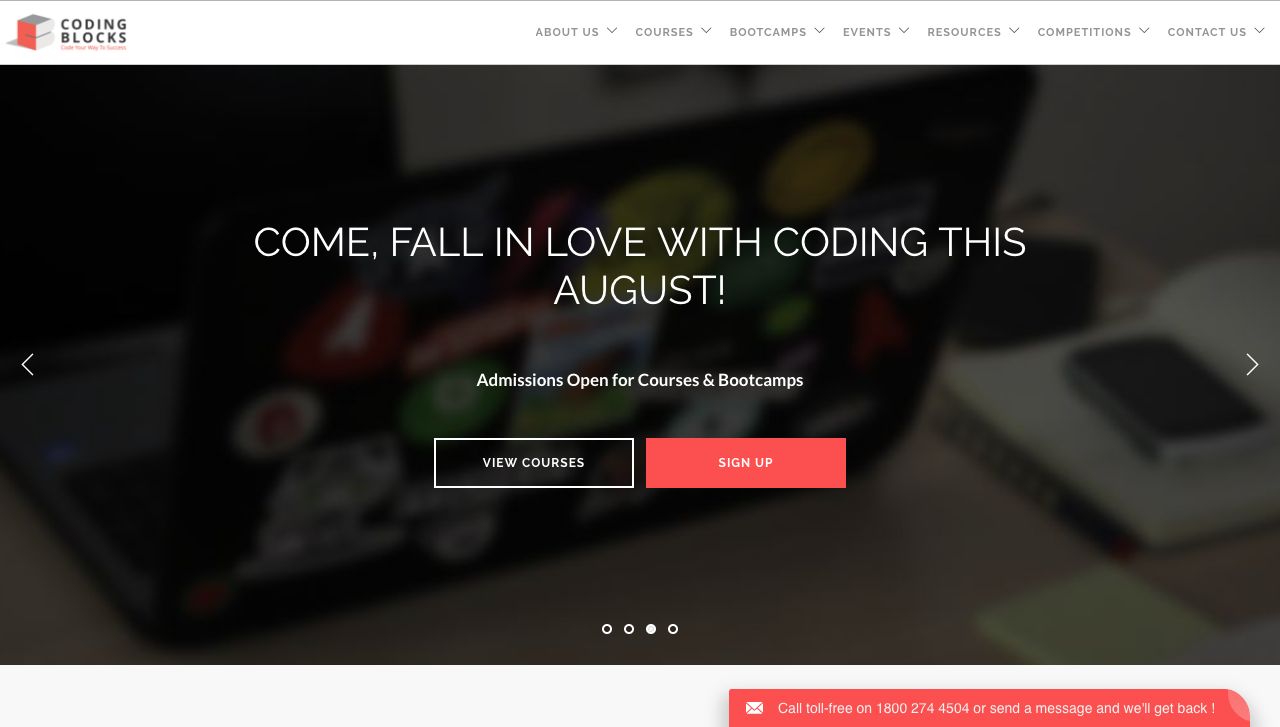 CODING
BLOCKS
Code Your Way To Success
ABOUT US COURSES BOOTCAMPS EVENTS RESOURCES COMPETITIONS CONTACT US
COME, FALL IN LOVE WITH CODING THIS
AUGUST!
Admissions Open for Courses & Bootcamps
VIEW COURSES SIGN UP
Call toll-free on 1800 274 4504 or send a message and we'll get back !